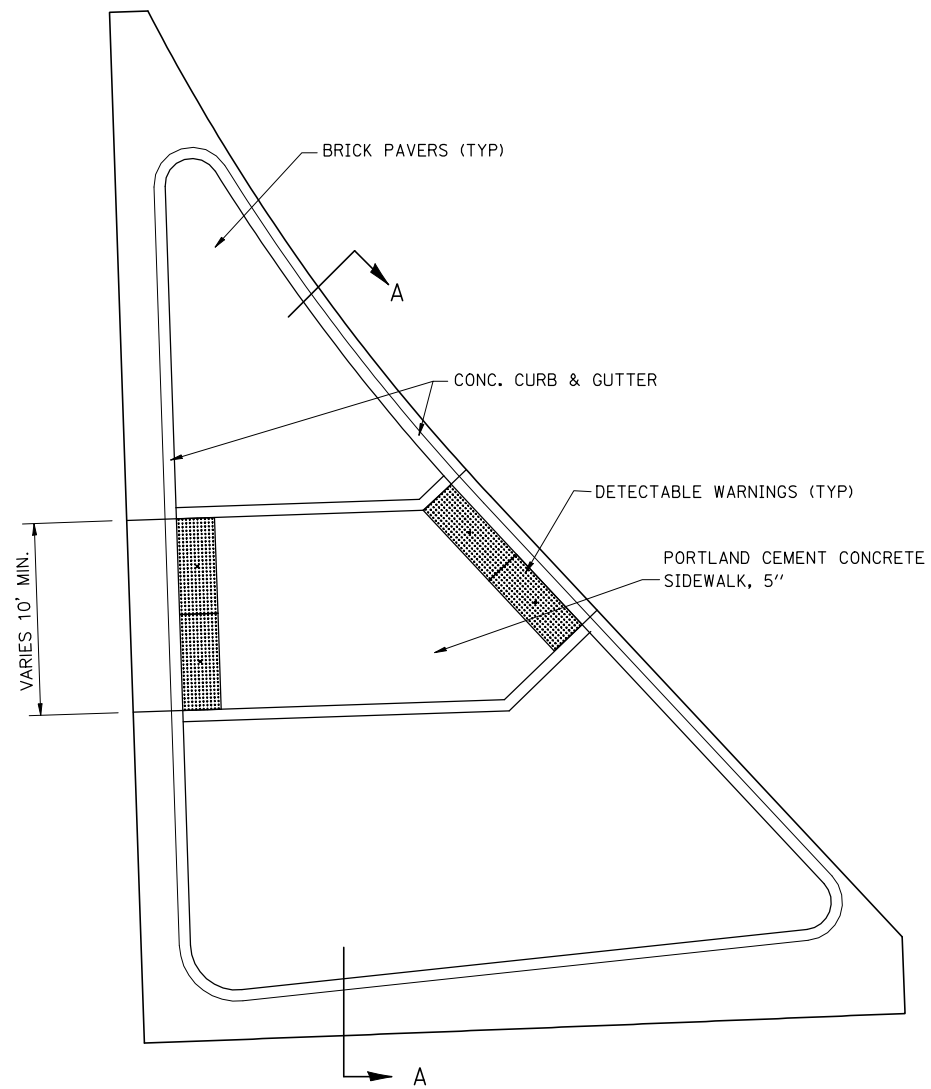 BRICK PAVERS (TYP)
A
CONC. CURB & GUTTER
DETECTABLE WARNINGS (TYP)
PORTLAND CEMENT CONCRETE
SIDEWALK, 5"
VARIES 10' MIN.
A